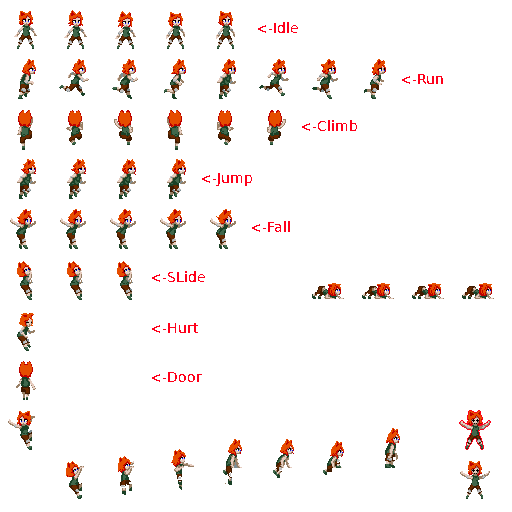 <-Idle
<-Run
<-Climb
<-Jump
<-Fall
<-SLide
<-Hurt
<-Door